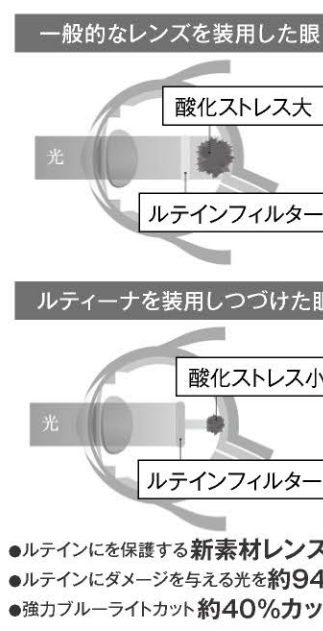 一般的なレンズを装用した眼
酸化ストレス大
光
ルテインフィルター
ルティーナを装用しつづけた眼
酸化ストレス小
光
ルテインフィルター
●ルテインにを保護する新素材レンズ
●ルテインにダメージを与える光を約94
●強力ブルーライトカット約40%カッ